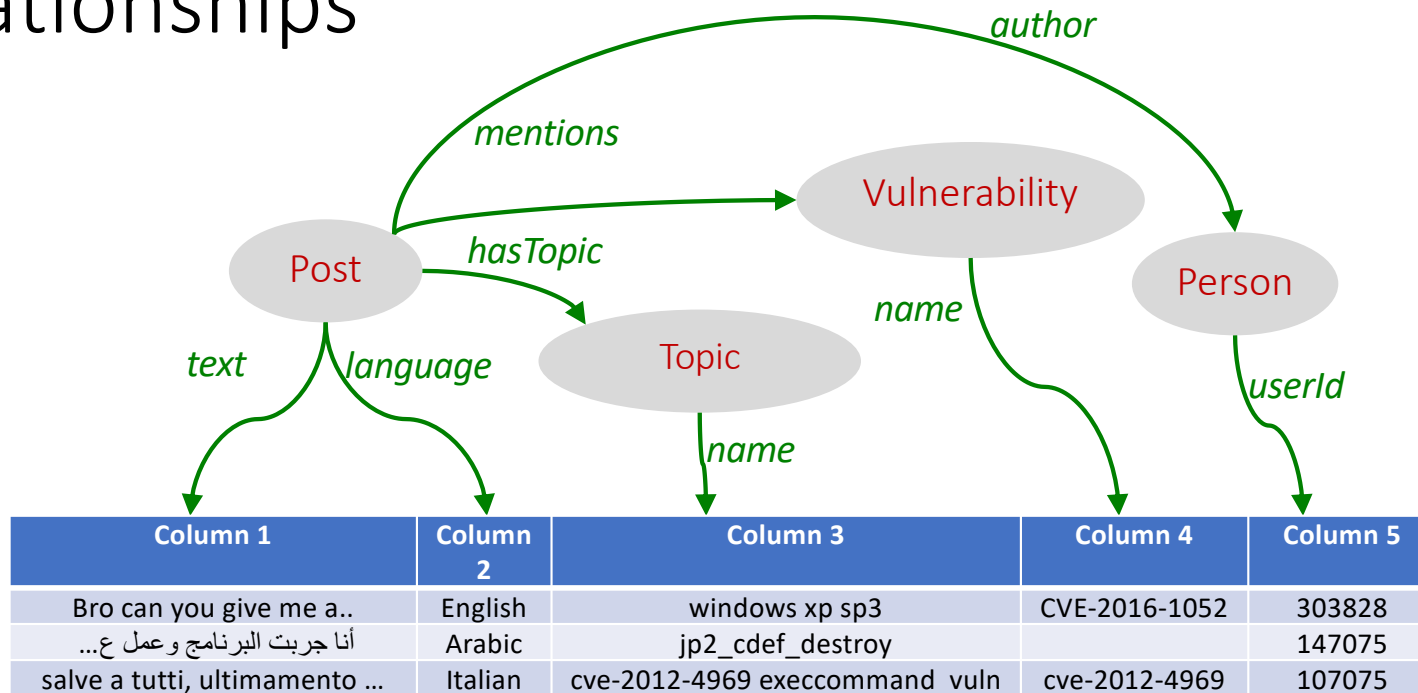 ationships
author
mentions
Vulnerability
hasTopic
Post
Person
name
Topic
text
language
userId
name
Column 1 Column 2 Column 3 Column 4 Column 5
Bro can you give me a.. English windows xp sp3 CVE-2016-1052 303828
أنا جربت البرنامج وعمل ع... Arabic jp2_cdef_destroy 147075
salve a tutti, ultimamento ... Italian cve-2012-4969 execcommand vuln cve-2012-4969 107075